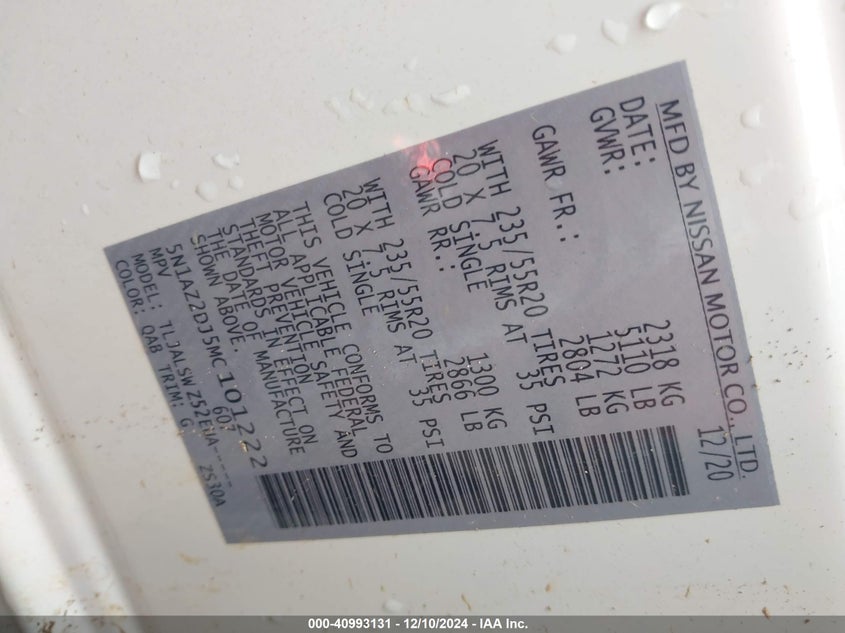 MFD BY NISSAN MOTOR CO., LTD.
DATE: 12/20
GVWR: 2318 KG
5110 LB
GAWR FR.: 1272 KG
2804 LB
WITH 235/55R20 TIRES
20 X 7.5 RIMS AT 35 PSI
COLD SINGLE
GAWR RR.: 1300 KG
2866 LB
WITH 235/55R20 TIRES
20 X 7.5 RIMS AT 35 PSI
COLD SINGLE
THIS VEHICLE CONFORMS TO
ALL APPLICABLE FEDERAL
MOTOR VEHICLE SAFETY AND
THEFT PREVENTION
STANDARDS IN EFFECT ON
THE DATE OF MANUFACTURE
SHOWN ABOVE.
5N1AZ2DJ5MC101222
MPV 607
MODEL: TLJALSWZS2EHA-----
COLOR: QAB TRIM: G ZS30A
000-40993131 - 12/10/2024 - IAA Inc.